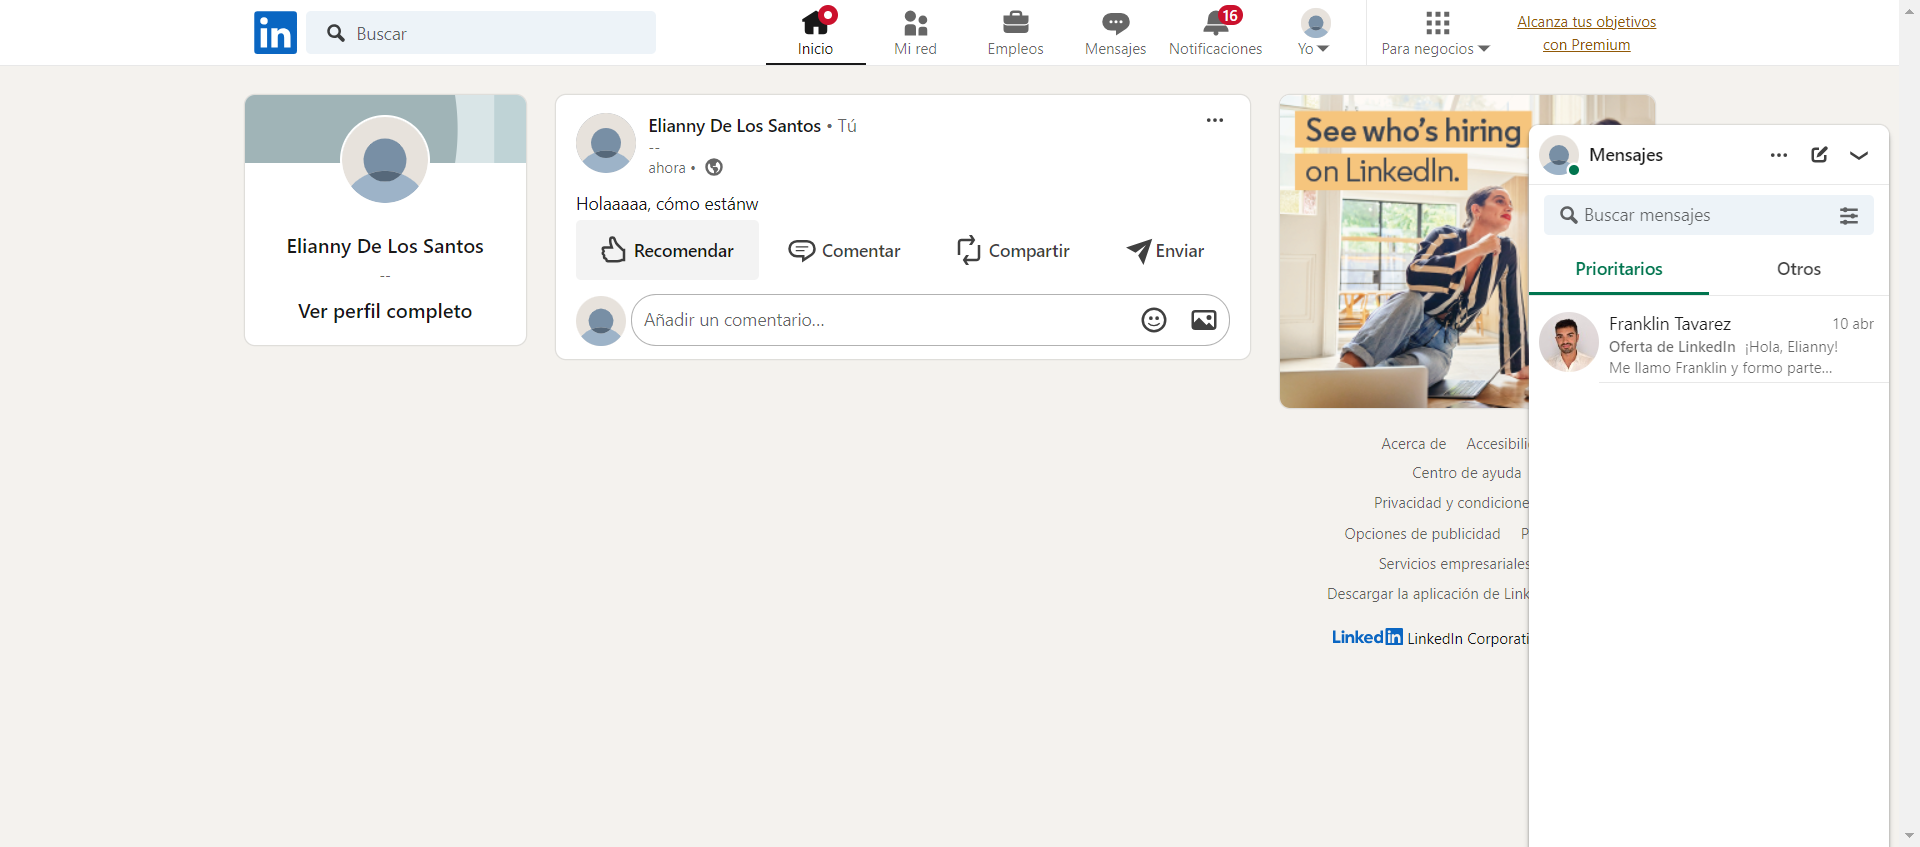 in
Buscar
Inicio
Mi red
Empleos
Mensajes
16
Notificaciones
Yo
Para negocios
Alcanza tus objetivos
con Premium
Elianny De Los Santos
--
Ver perfil completo
Elianny De Los Santos • Tú
--
ahora •
Holaaaaa, cómo estánw
Recomendar
Comentar
Compartir
Enviar
Añadir un comentario...
See who's hiring
on LinkedIn.
Acerca de
Accesibili
Centro de ayuda
Privacidad y condicione
Opciones de publicidad
P
Servicios empresariales
Descargar la aplicación de Link
LinkedIn LinkedIn Corporati
Mensajes
Buscar mensajes
Prioritarios
Otros
Franklin Tavarez
10 abr
Oferta de LinkedIn ¡Hola, Elianny!
Me llamo Franklin y formo parte...